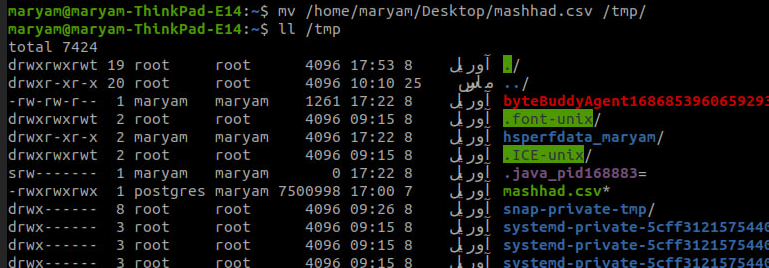 maryam@maryam-ThinkPad-E14:~$ mv /home/maryam/Desktop/mashhad.csv /tmp/
maryam@maryam-ThinkPad-E14:~$ ll /tmp
total 7424
drwxrwxrwt 19 root root 4096 آوریل 8 17:53 ./
drwxr-xr-x 20 root root 4096 مارس 25 10:10 ../
-rw-rw-r-- 1 maryam maryam 1261 آوریل 8 17:22 byteBuddyAgent1686853960659293
drwxrwxrwt 2 root root 4096 آوریل 8 09:15 .font-unix/
drwxr-xr-x 2 maryam maryam 4096 آوریل 8 17:22 hsperfdata_maryam/
drwxrwxrwt 2 root root 4096 آوریل 8 09:15 .ICE-unix/
srw------- 1 maryam maryam 0 آوریل 8 17:22 .java_pid168883=
-rwxrwxrwx 1 postgres maryam 7500998 آوریل 7 17:00 mashhad.csv*
drwx------ 8 root root 4096 آوریل 8 09:26 snap-private-tmp/
drwx------ 3 root root 4096 آوریل 8 09:15 systemd-private-5cff3121575440
drwx------ 3 root root 4096 آوریل 8 09:15 systemd-private-5cff3121575440
drwx------ 3 root root 4096 آوریل 8 09:15 systemd-private-5cff3121575440